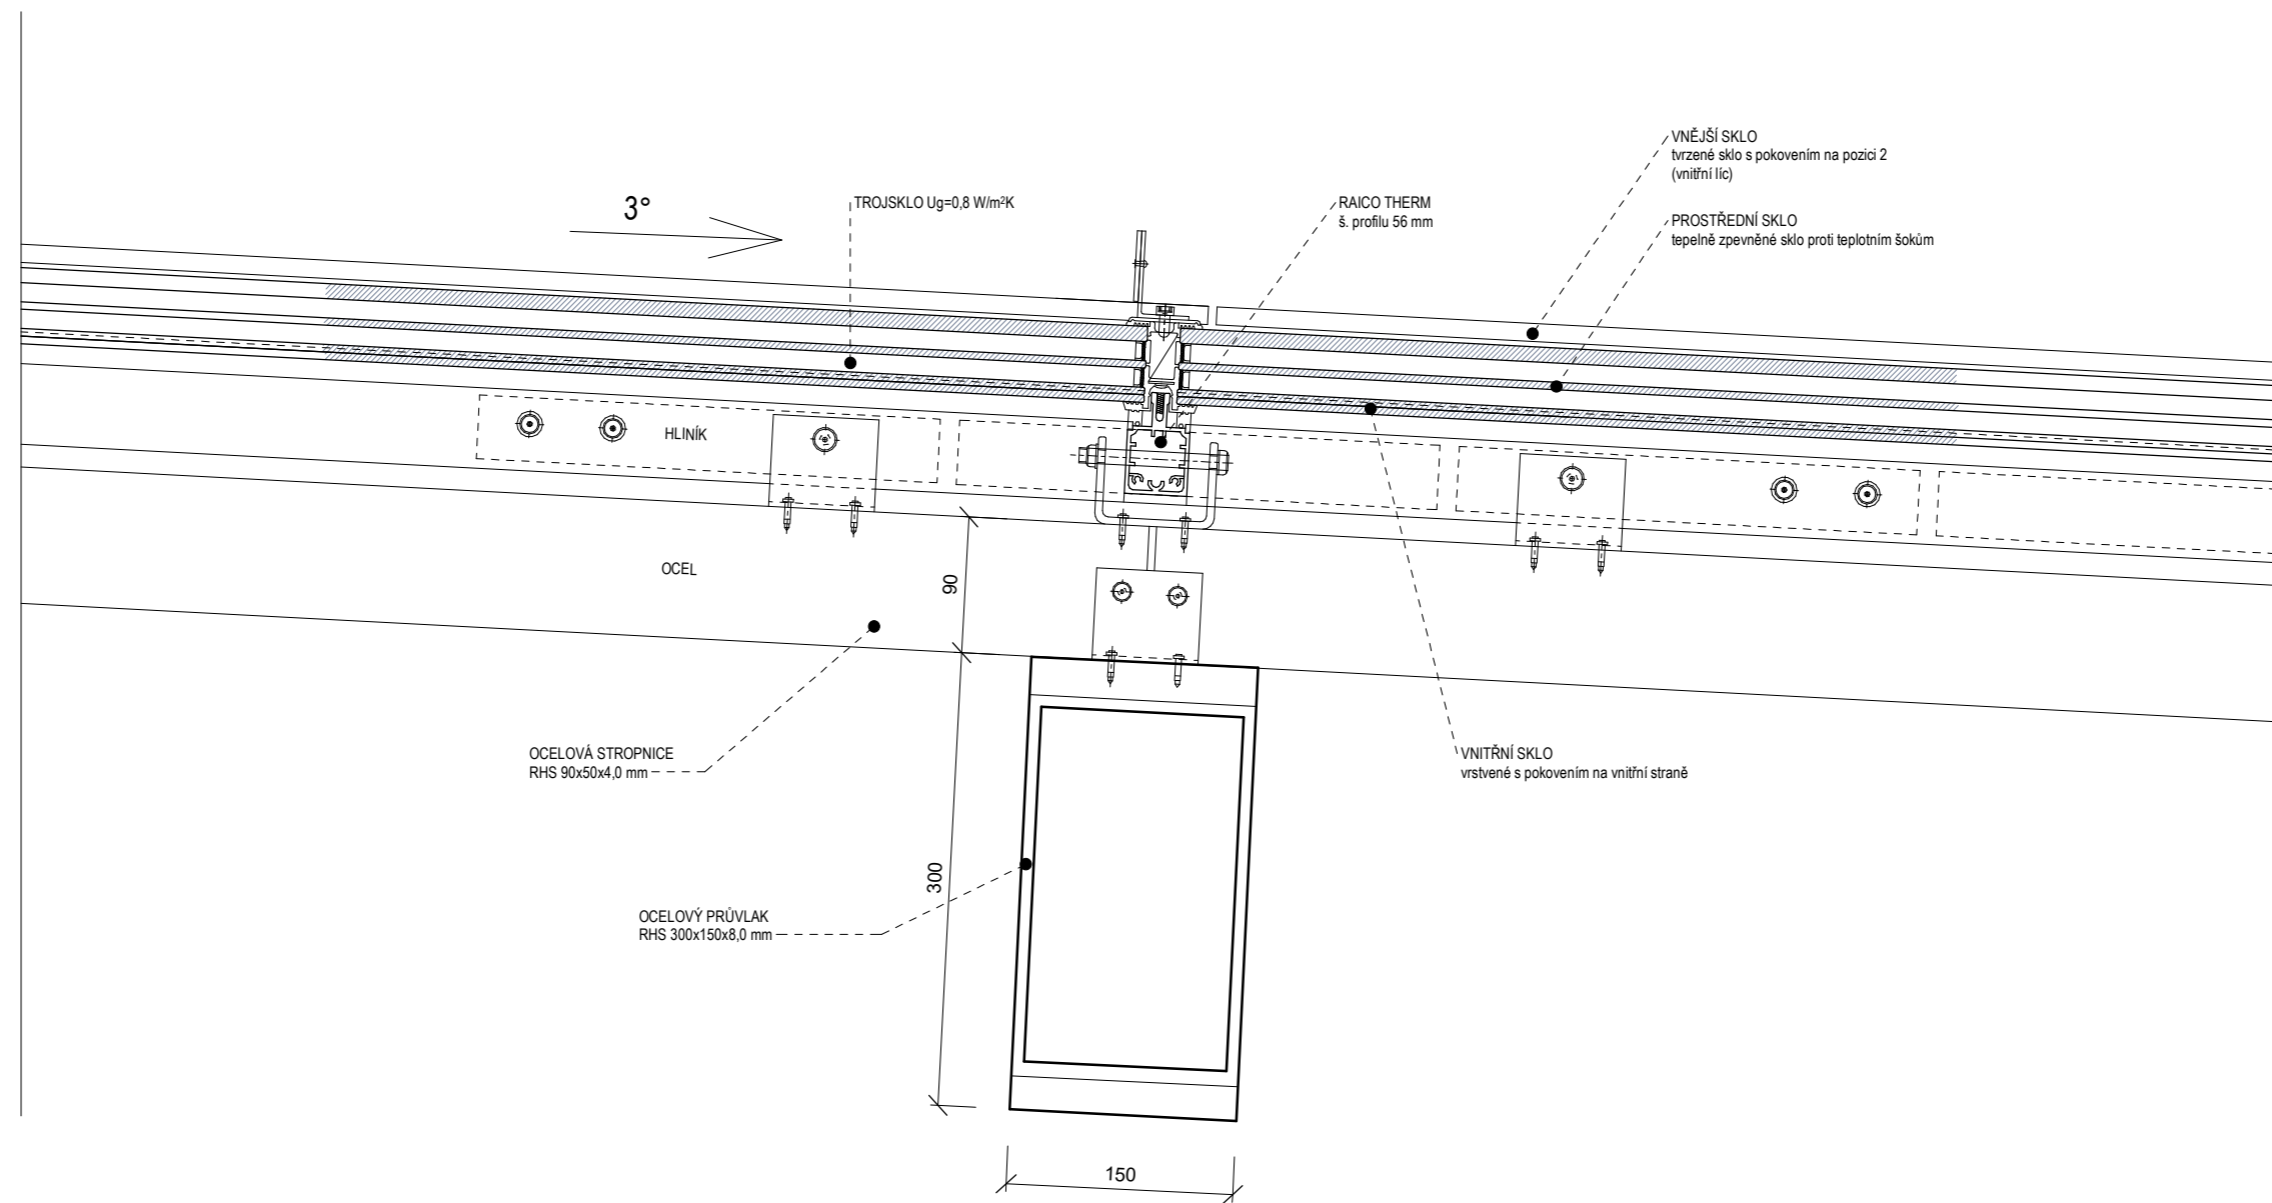 VNĚJŠÍ SKLO
tvrzené sklo s pokovením na pozici 2
(vnitřní líc)
3°
TROJSKLO Ug=0,8 W/m²K
RAICO THERM
š. profilu 56 mm
PROSTŘEDNÍ SKLO
tepelně zpevněné sklo proti teplotním šokům
HLINÍK
OCEL
90
OCELOVÁ STROPNICE
RHS 90x50x4,0 mm
VNITŘNÍ SKLO
vrstvené s pokovením na vnitřní straně
300
OCELOVÝ PRŮVLAK
RHS 300x150x8,0 mm
150